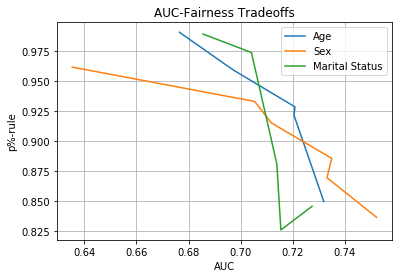 AUC-Fairness Tradeoffs
Age
Sex
Marital Status
p%-rule
0.975
0.950
0.925
0.900
0.875
0.850
0.825
0.64
0.66
0.68
0.70
0.72
0.74
AUC